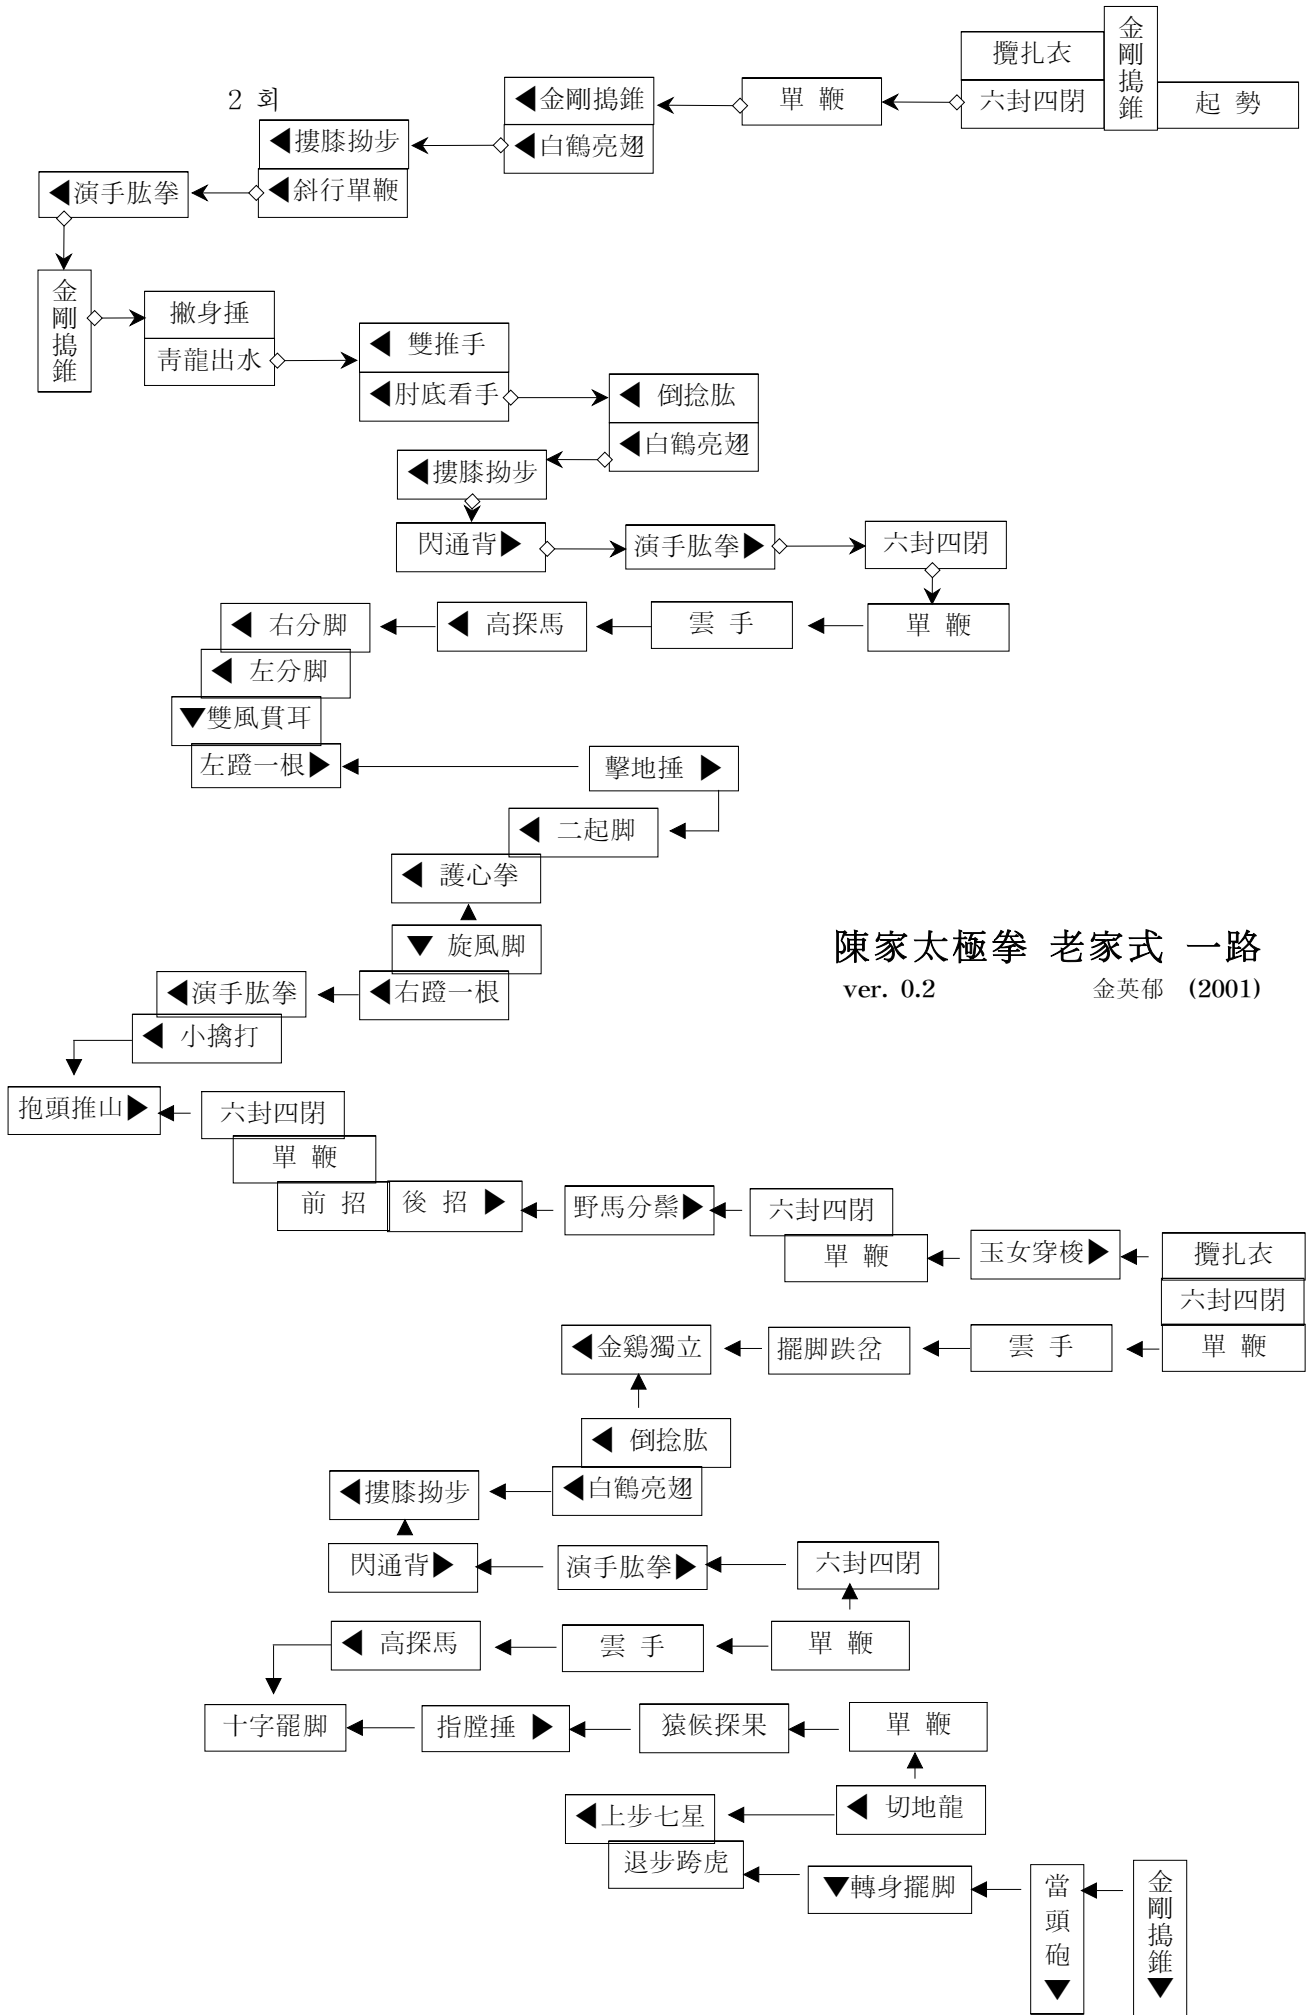 起 勢
金剛搗錐
攬扎衣
六封四閉
單 鞭
◀金剛搗錐
◀白鶴亮翅
2 회
◀摟膝拗步
◀斜行單鞭
◀演手肱拳
金剛搗錐
撇身捶
靑龍出水
◀ 雙推手
◀肘底看手
◀ 倒捻肱
◀白鶴亮翅
◀摟膝拗步
閃通背▶
演手肱拳▶
六封四閉
單 鞭
雲 手
◀ 高探馬
◀ 右分脚
◀ 左分脚
▼雙風貫耳
左蹬一根▶
擊地捶 ▶
◀ 二起脚
◀ 護心拳
▼ 旋風脚
◀右蹬一根
陳家太極拳 老家式 一路
ver. 0.2 金英郁 (2001)
◀演手肱拳
◀ 小擒打
抱頭推山▶
六封四閉
單 鞭
前 招
後 招 ▶
野馬分鬃▶
六封四閉
單 鞭
玉女穿梭▶
攬扎衣
六封四閉
單 鞭
雲 手
擺脚跌岔
◀金鷄獨立
◀ 倒捻肱
◀白鶴亮翅
◀摟膝拗步
閃通背▶
演手肱拳▶
六封四閉
單 鞭
雲 手
◀ 高探馬
十字罷脚
指膛捶 ▶
猿候探果
單 鞭
◀ 切地龍
◀上步七星
退步跨虎
▼轉身擺脚
當頭砲▼
金剛搗錐▼